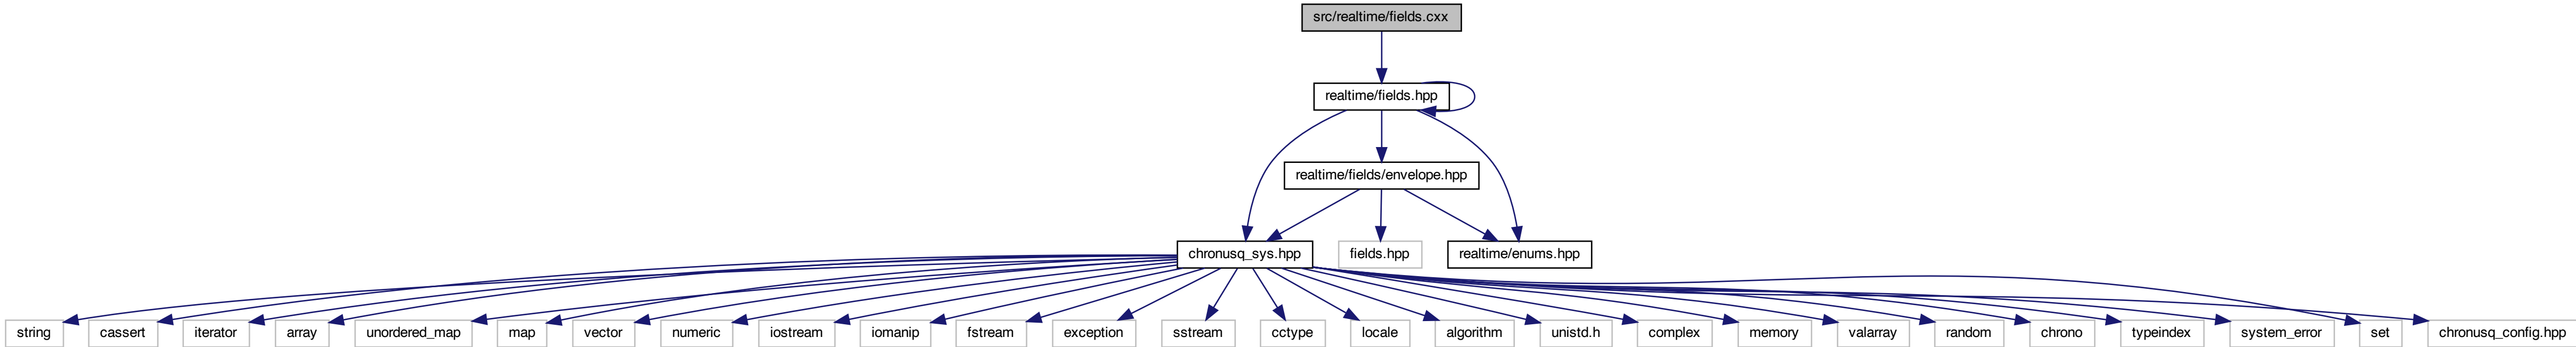 src/realtime/fields.cxx
realtime/fields.hpp
realtime/fields/envelope.hpp
chronusq_sys.hpp
fields.hpp
realtime/enums.hpp
string
cassert
iterator
array
unordered_map
map
vector
numeric
iostream
iomanip
fstream
exception
sstream
cctype
locale
algorithm
unistd.h
complex
memory
valarray
random
chrono
typeindex
system_error
set
chronusq_config.hpp